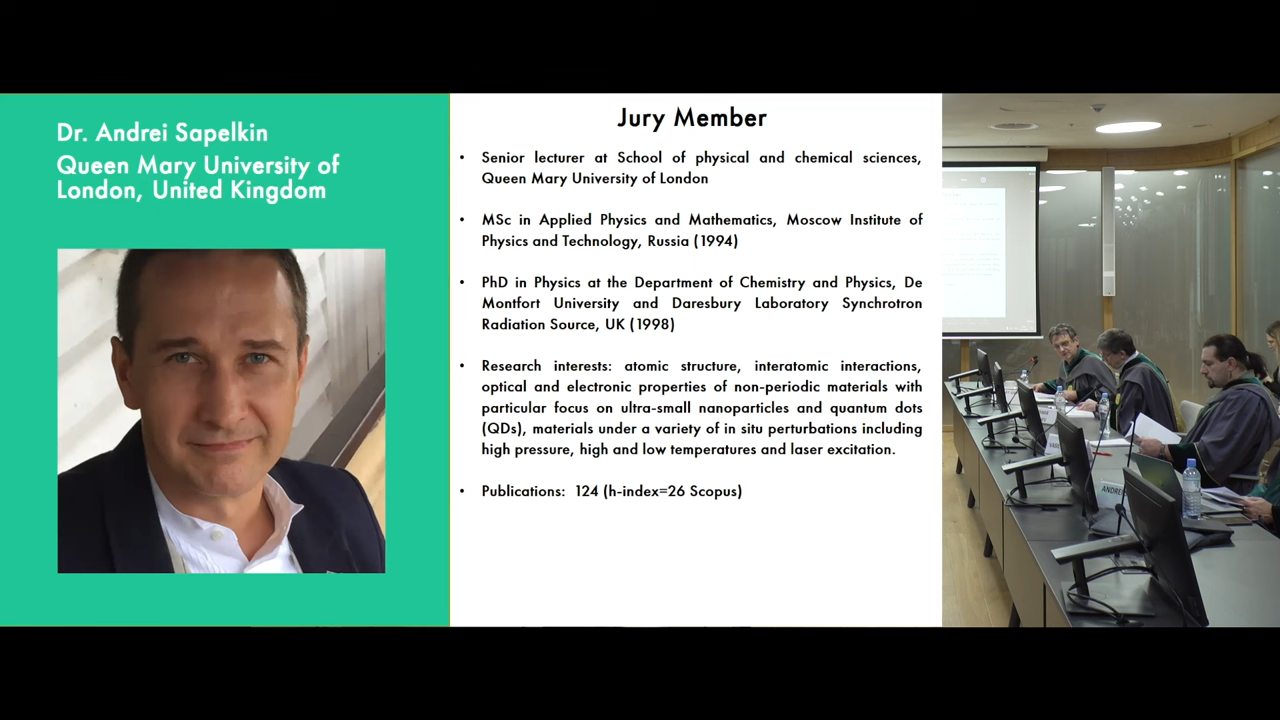 Dr. Andrei Sapelkin
Queen Mary University of
London, United Kingdom
Jury Member
• Senior lecturer at School of physical and chemical sciences,
Queen Mary University of London
• MSc in Applied Physics and Mathematics, Moscow Institute of
Physics and Technology, Russia (1994)
• PhD in Physics at the Department of Chemistry and Physics, De
Montfort University and Daresbury Laboratory Synchrotron
Radiation Source, UK (1998)
• Research interests: atomic structure, interatomic interactions,
optical and electronic properties of non-periodic materials with
particular focus on ultra-small nanoparticles and quantum dots
(QDs), materials under a variety of in situ perturbations including
high pressure, high and low temperatures and laser excitation.
• Publications: 124 (h-index=26 Scopus)